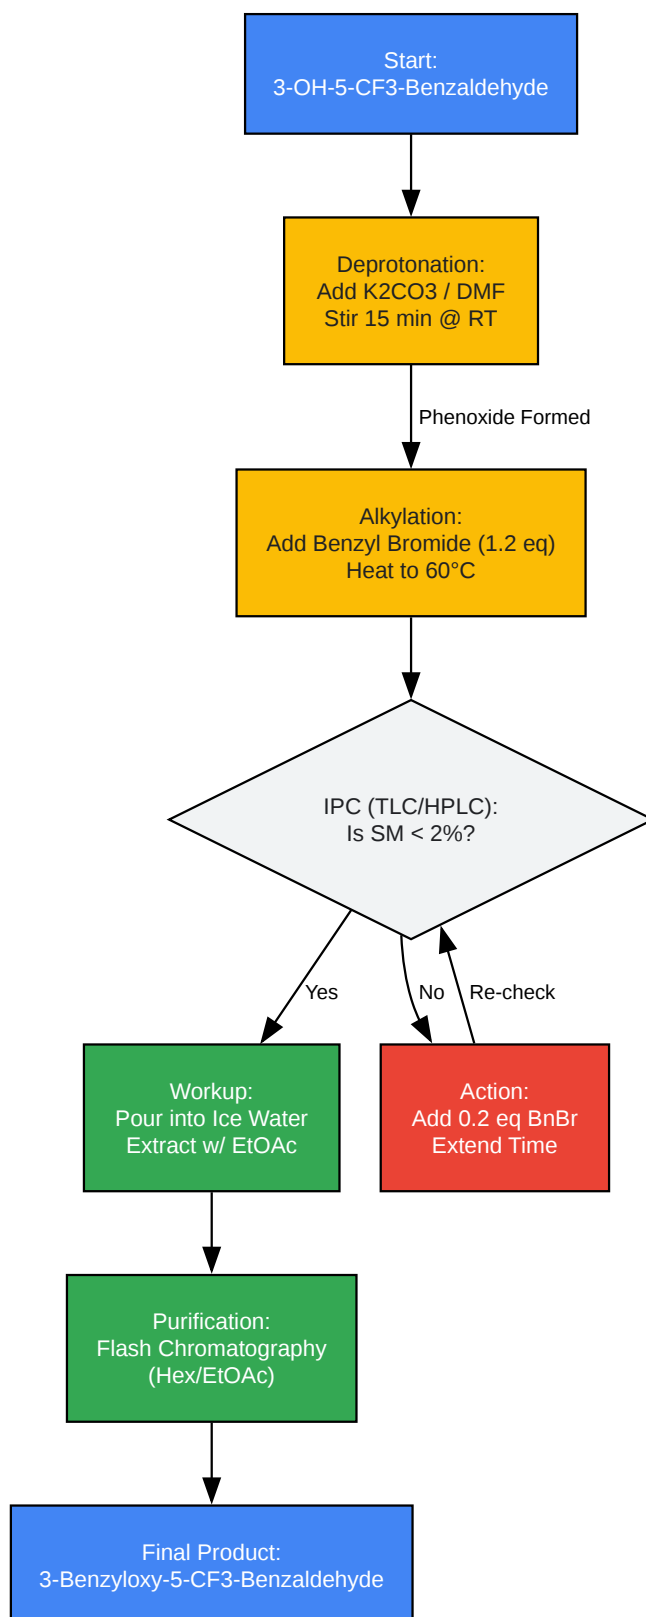 Start:
3-OH-5-CF3-Benzaldehyde
Deprotonation:
Add K2CO3 / DMF
Stir 15 min @ RT
Phenoxide Formed
Alkylation:
Add Benzyl Bromide (1.2 eq)
Heat to 60°C
IPC (TLC/HPLC):
Is SM < 2%?
Yes
No
Re-check
Workup:
Pour into Ice Water
Extract w/ EtOAc
Action:
Add 0.2 eq BnBr
Extend Time
Purification:
Flash Chromatography
(Hex/EtOAc)
Final Product:
3-Benzyloxy-5-CF3-Benzaldehyde